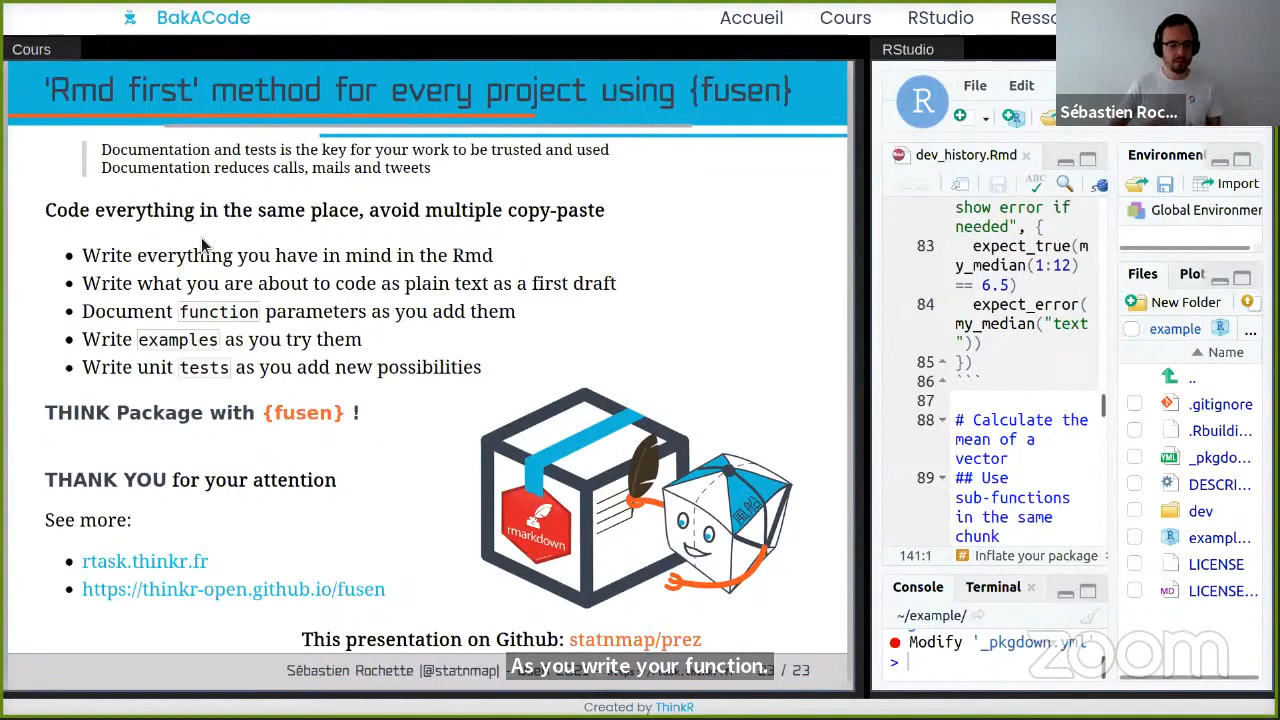 BakACode
Accueil
Cours
RStudio
Cours
RStudio
'Rmd first' method for every project using {fusen}
Documentation and tests is the key for your work to be trusted and used
Documentation reduces calls, mails and tweets
Code everything in the same place, avoid multiple copy-paste
Write everything you have in mind in the Rmd
Write what you are about to code as plain text as a first draft
Document function parameters as you add them
Write examples as you try them
Write unit tests as you add new possibilities
THINK Package with {fusen} !
THANK YOU for your attention
See more:
rtask.thinkr.fr
https://thinkr-open.github.io/fusen
rmarkdown
This presentation on Github: statnmap/prez
Sébastien Rochette (@statnmap)
23 / 23
As you write your function.
Created by ThinkR
R
File
Edit
Sébastien Roc...
dev_history.Rmd
ABC
show error if
needed", {
83
expect_true(m
y_median(1:12)
== 6.5)
84
expect_error(
my_median("text
"))
85
})
86
```
87
88
# Calculate the
mean of a
vector
89
## Use
sub-functions
in the same
chunk
141:1
Inflate your package
Console
Terminal
~/example/
Modify '_pkgdown.yml'
>
Environment
Import
Global Environmer
Files
Plot
New Folder
example
...
Name
..
.gitignore
.Rbuildin...
_pkgdo...
DESCRI...
dev
exampl...
LICENSE
LICENSE...
zoom